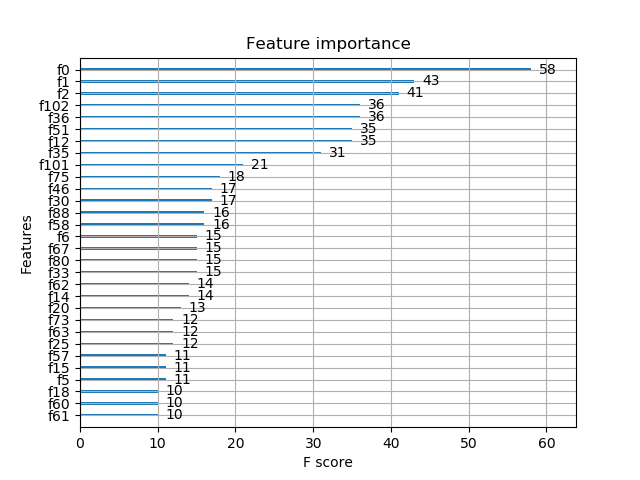 Feature importance
f0 58
f1 43
f2 41
f102 36
f36 36
f51 35
f12 35
f35 31
f101 21
f75 18
f46 17
f30 17
f88 16
f58 16
f6 15
f67 15
f80 15
f33 15
f62 14
f14 14
f20 13
f73 12
f63 12
f25 12
f57 11
f15 11
f5 11
f18 10
f60 10
f61 10
Features
0 10 20 30 40 50 60
F score